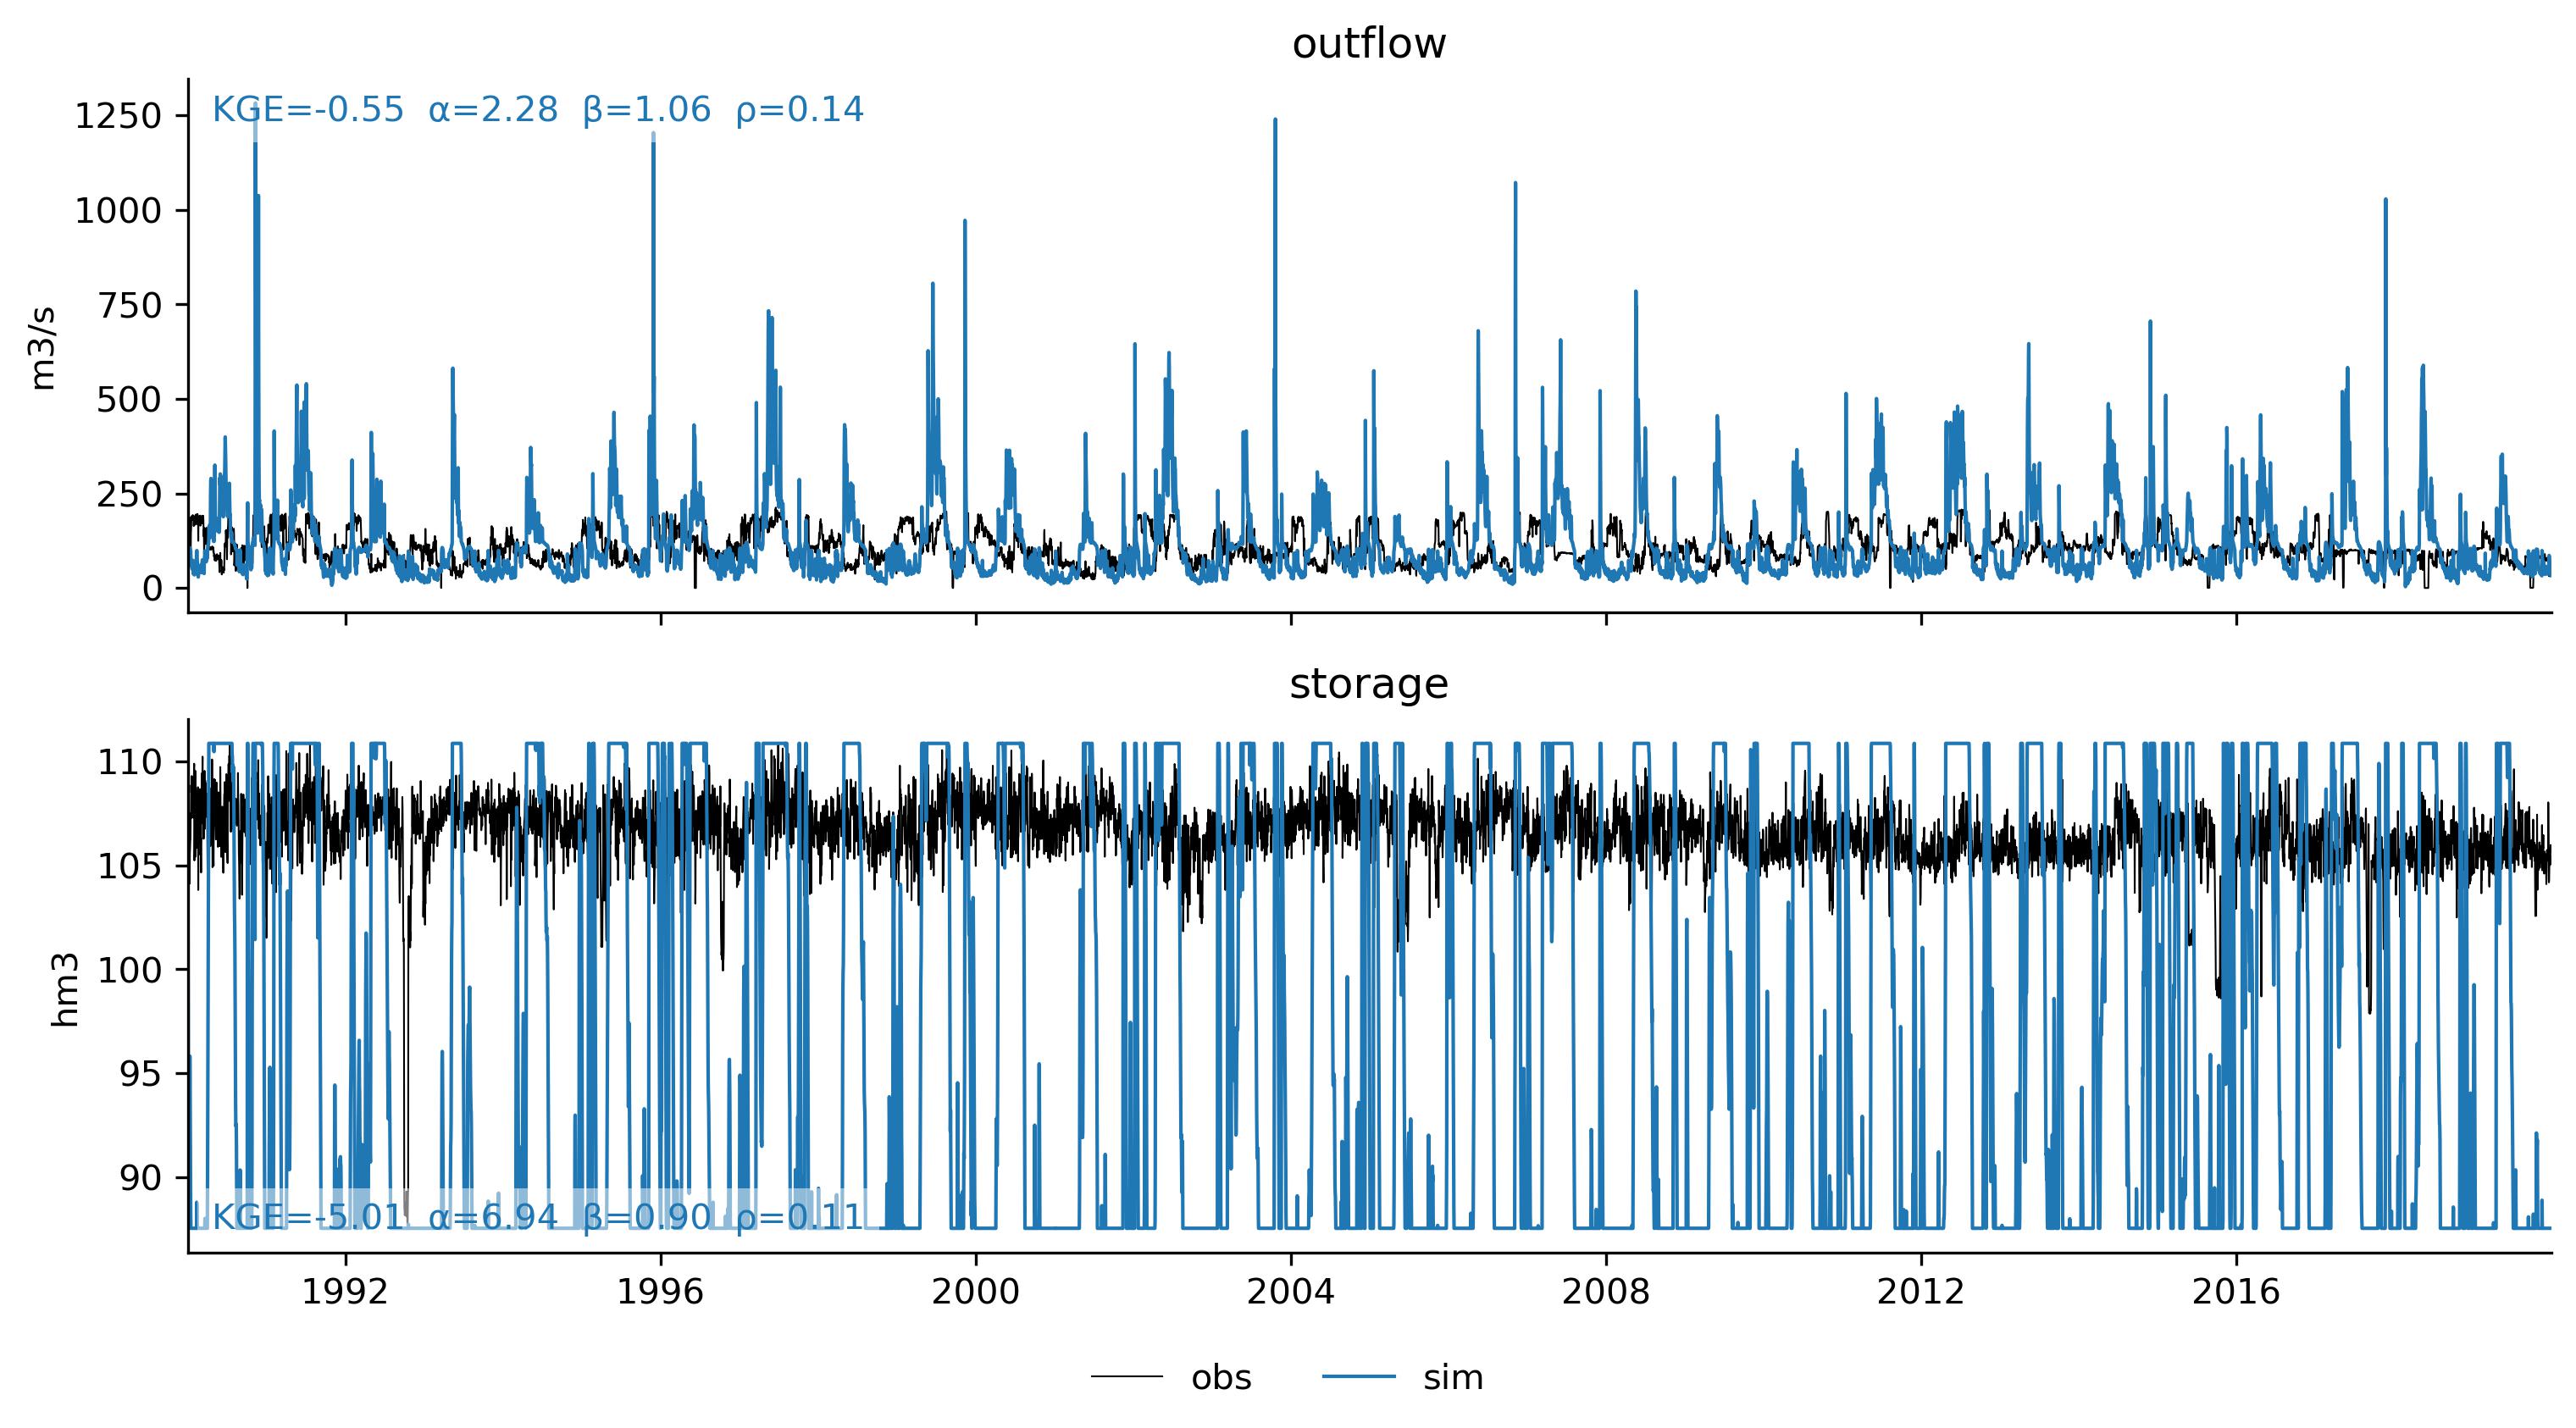 outflow
KGE=-0.55 α=2.28 β=1.06 ρ=0.14
1250
1000
750
500
250
0
m3/s
storage
110
105
100
95
90
hm3
KGE=-5.01 α=6.94 β=0.90 ρ=0.11
1992 1996 2000 2004 2008 2012 2016
obs sim